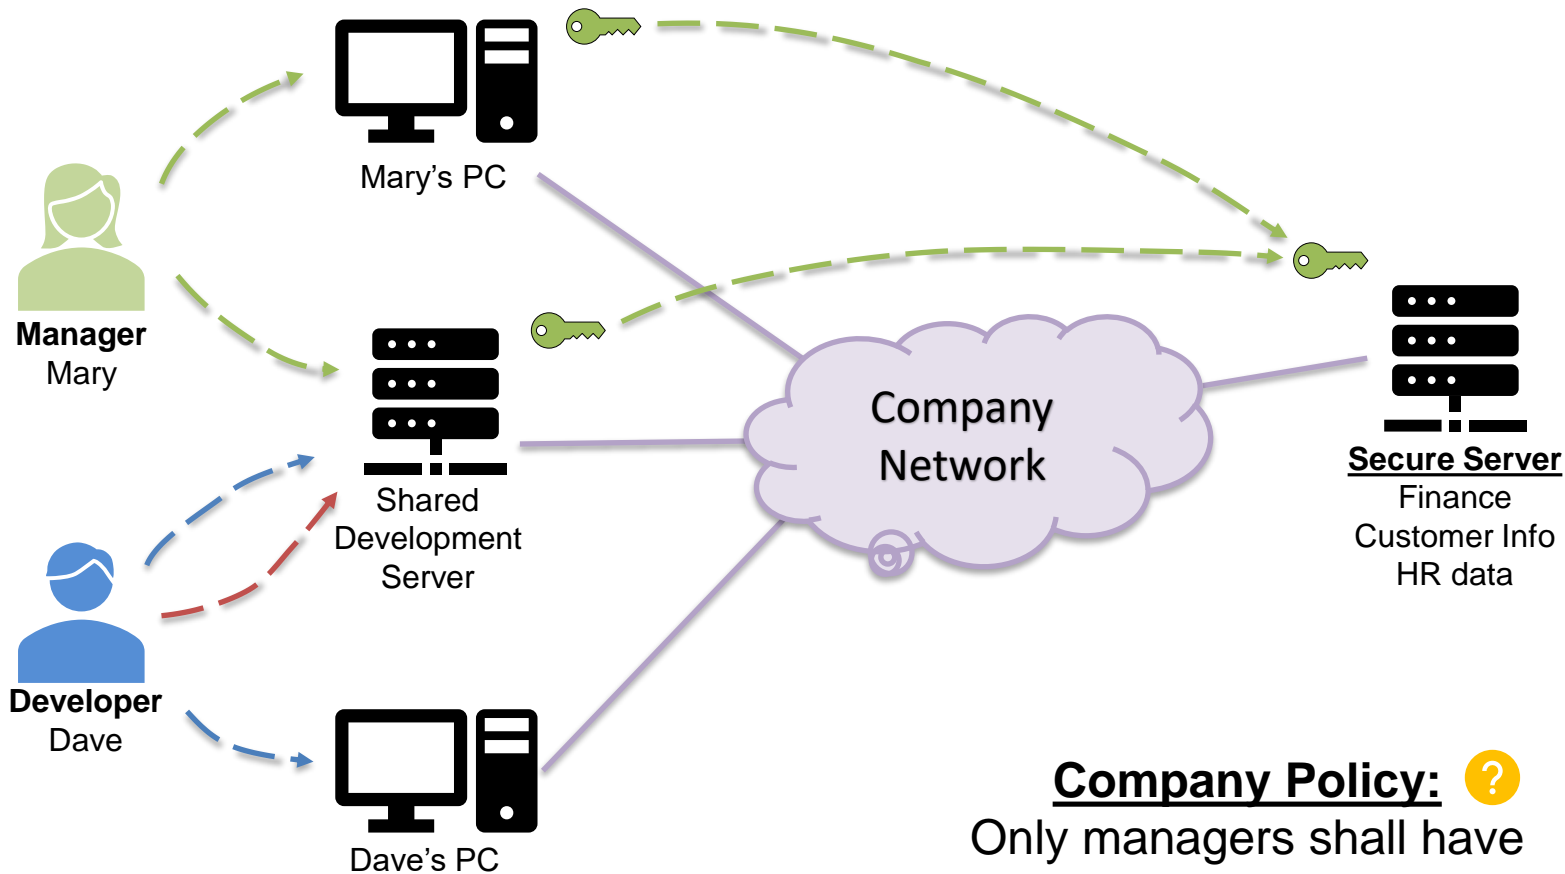 Mary's PC
Manager
Mary
Company
Network
Secure Server
Finance
Customer Info
HR data
Shared
Development
Server
Developer
Dave
Dave's PC
Company Policy: ?
Only managers shall have